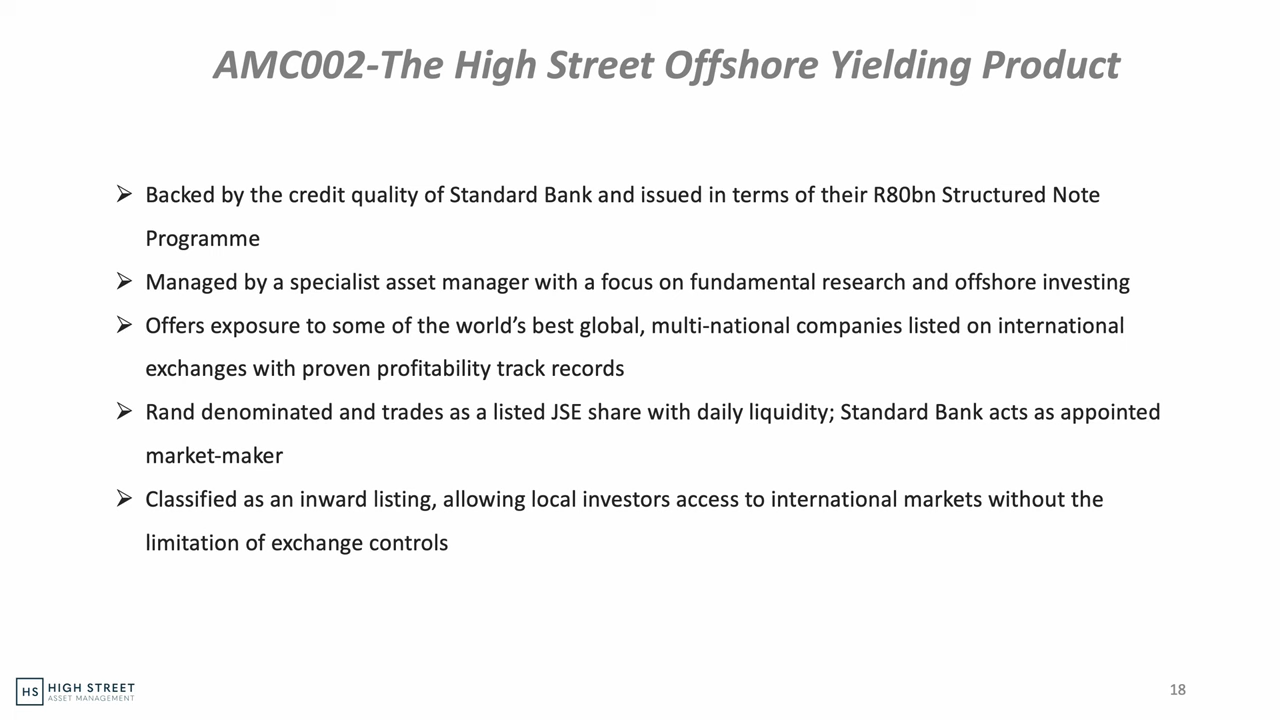 AMC002-The High Street Offshore Yielding Product
➢ Backed by the credit quality of Standard Bank and issued in terms of their R80bn Structured Note
Programme
➢ Managed by a specialist asset manager with a focus on fundamental research and offshore investing
➢ Offers exposure to some of the world’s best global, multi-national companies listed on international
exchanges with proven profitability track records
➢ Rand denominated and trades as a listed JSE share with daily liquidity; Standard Bank acts as appointed
market-maker
➢ Classified as an inward listing, allowing local investors access to international markets without the
limitation of exchange controls
HS HIGH STREET
ASSET MANAGEMENT
18